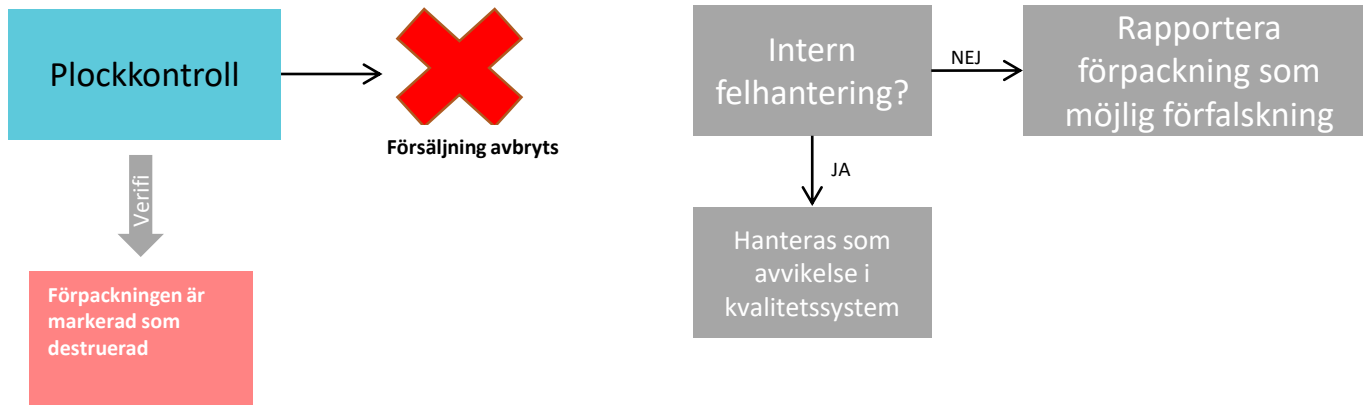 Plockkontroll
Försäljning avbryts
Verifi
Förpackningen är
markerad som
destruerad
Intern
felhantering?
NEJ
Rapportera
förpackning som
möjlig förfalskning
JA
Hanteras som
avvikelse i
kvalitetssystem